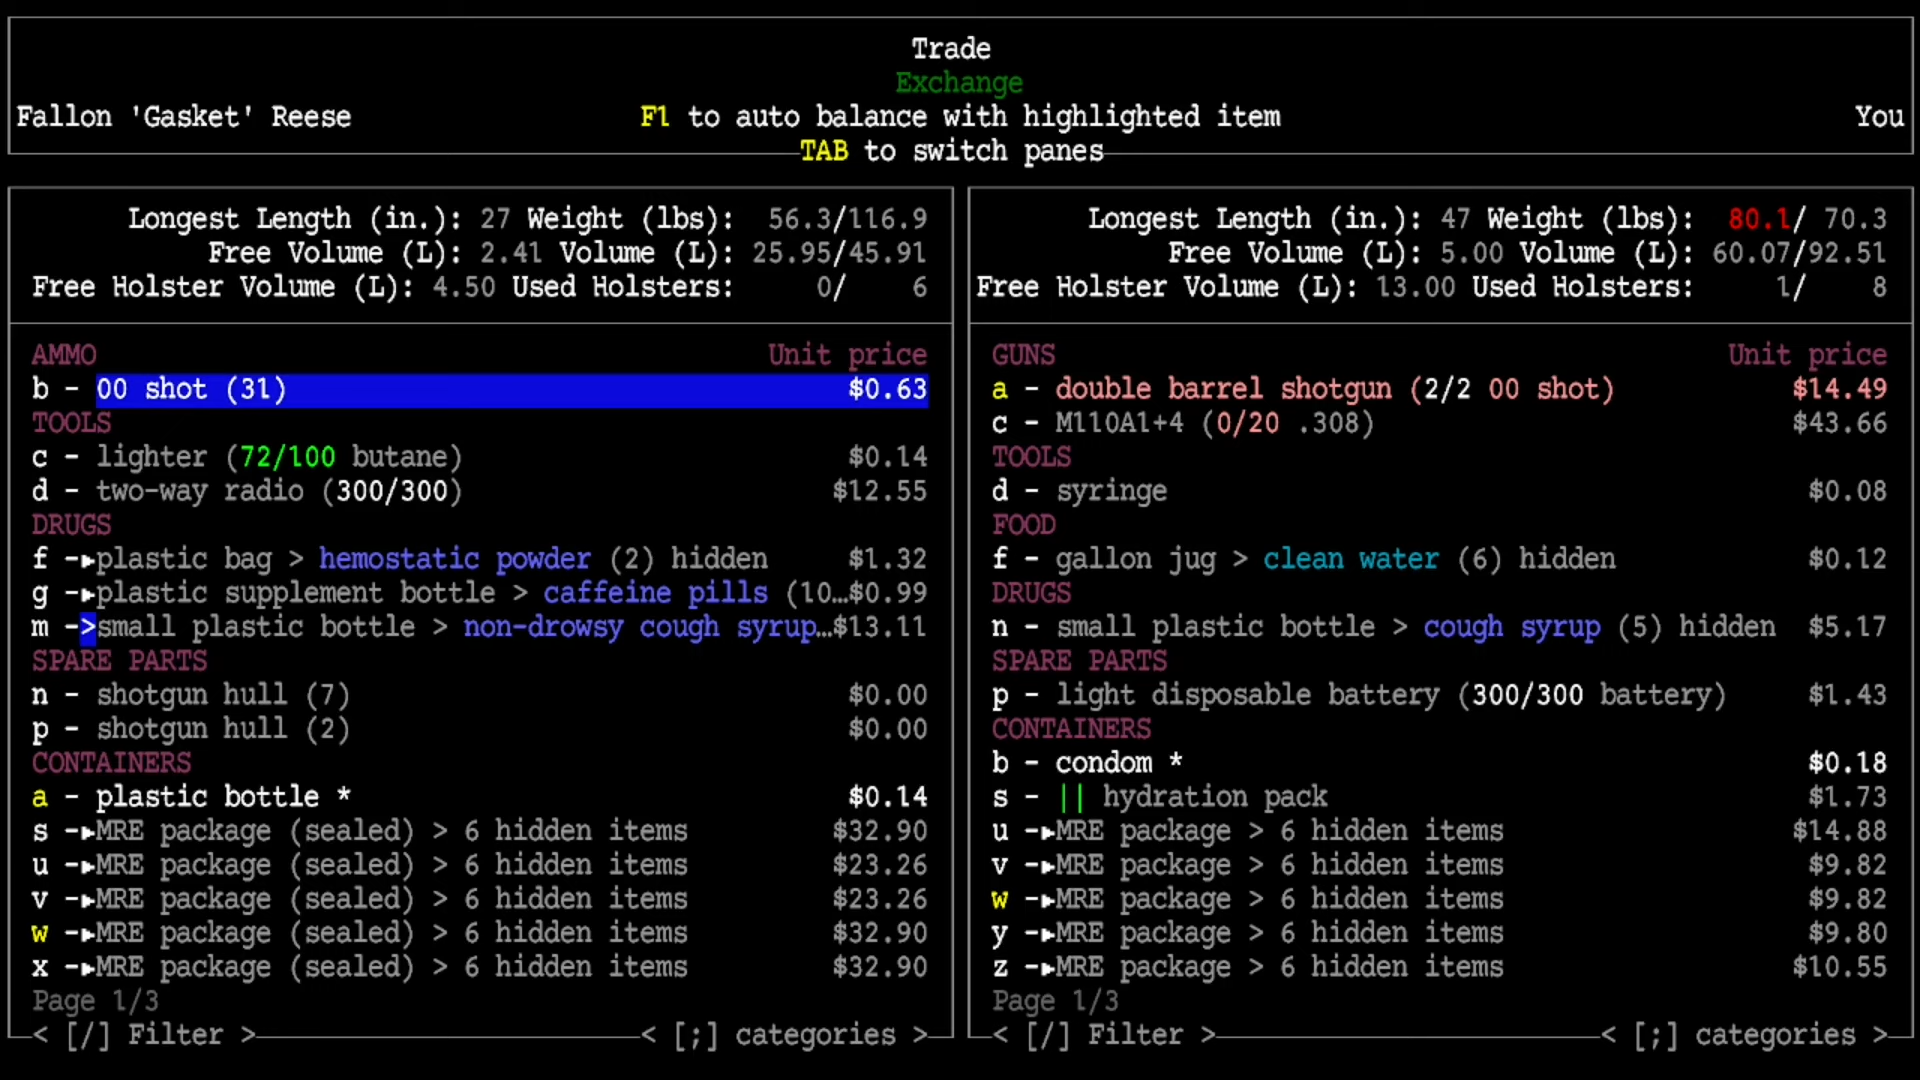 Trade
Exchange
Fallon 'Gasket' Reese F1 to auto balance with highlighted item You
TAB to switch panes
Longest Length (in.): 27 Weight (lbs): 56.3/116.9
Free Volume (L): 2.41 Volume (L): 25.95/45.91
Free Holster Volume (L): 4.50 Used Holsters: 0/ 6
AMMO Unit price
b - 00 shot (31) $0.63
TOOLS
c - lighter (72/100 butane) $0.14
d - two-way radio (300/300) $12.55
DRUGS
f -▸plastic bag > hemostatic powder (2) hidden $1.32
g -▸plastic supplement bottle > caffeine pills (10…$0.99
m ->small plastic bottle > non-drowsy cough syrup…$13.11
SPARE PARTS
n - shotgun hull (7) $0.00
p - shotgun hull (2) $0.00
CONTAINERS
a - plastic bottle * $0.14
s -▸MRE package (sealed) > 6 hidden items $32.90
u -▸MRE package (sealed) > 6 hidden items $23.26
v -▸MRE package (sealed) > 6 hidden items $23.26
w -▸MRE package (sealed) > 6 hidden items $32.90
x -▸MRE package (sealed) > 6 hidden items $32.90
Page 1/3
< [/] Filter > < [;] categories >
Longest Length (in.): 47 Weight (lbs): 80.1/ 70.3
Free Volume (L): 5.00 Volume (L): 60.07/92.51
Free Holster Volume (L): 13.00 Used Holsters: 1/ 8
GUNS Unit price
a - double barrel shotgun (2/2 00 shot) $14.49
c - M110A1+4 (0/20 .308) $43.66
TOOLS
d - syringe $0.08
FOOD
f - gallon jug > clean water (6) hidden $0.12
DRUGS
n - small plastic bottle > cough syrup (5) hidden $5.17
SPARE PARTS
p - light disposable battery (300/300 battery) $1.43
CONTAINERS
b - condom * $0.18
s - || hydration pack $1.73
u -▸MRE package > 6 hidden items $14.88
v -▸MRE package > 6 hidden items $9.82
w -▸MRE package > 6 hidden items $9.82
y -▸MRE package > 6 hidden items $9.80
z -▸MRE package > 6 hidden items $10.55
Page 1/3
< [/] Filter > < [;] categories >